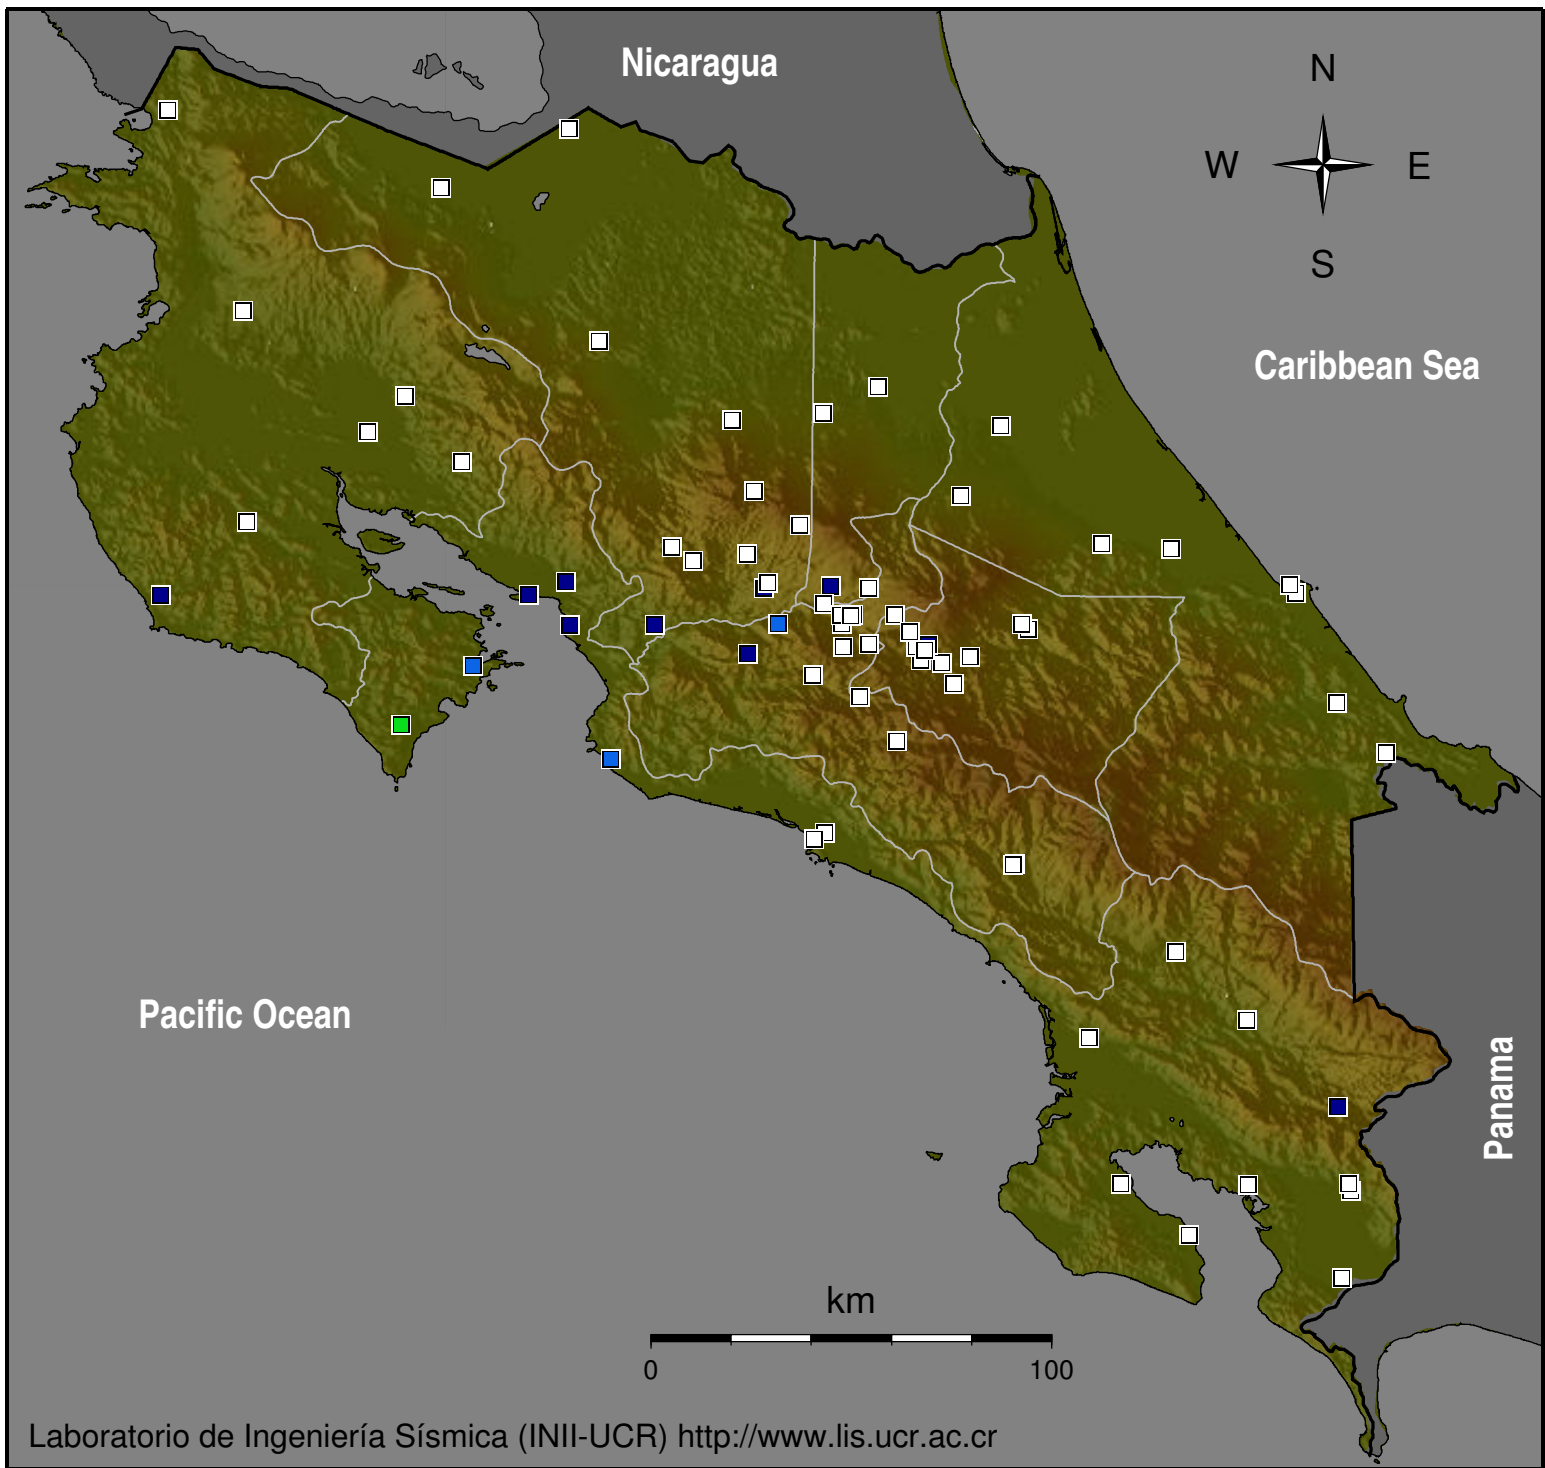 Nicaragua
N
W
E
S
Caribbean Sea
Pacific Ocean
Panama
km
0
100
Laboratorio de Ingeniería Sísmica (INII-UCR) http://www.lis.ucr.ac.cr